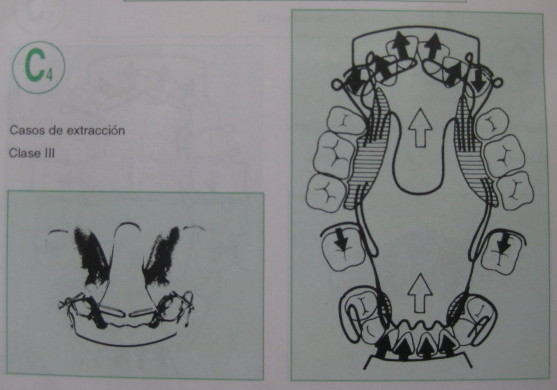 C4
Casos de extracción
Clase III